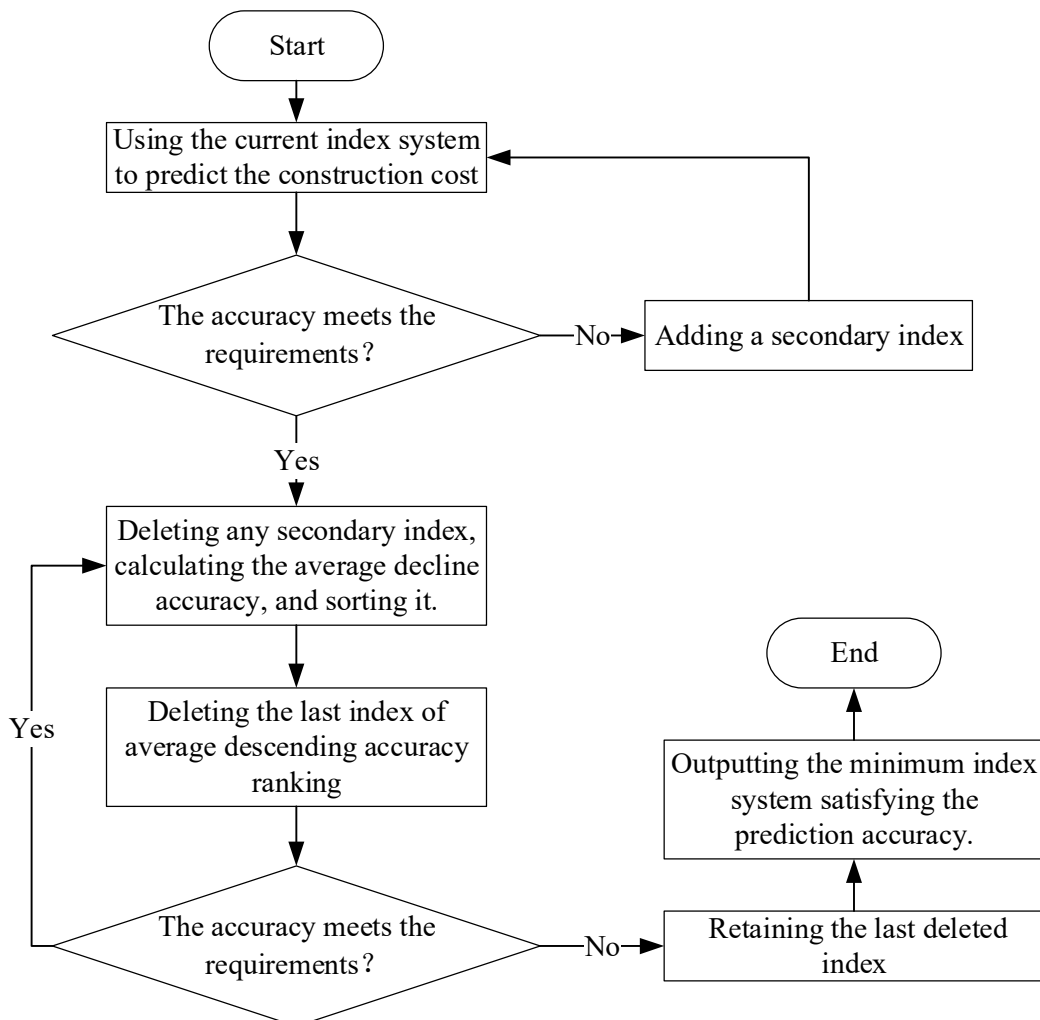 Start
Using the current index system
to predict the construction cost
The accuracy meets the
requirements？
No
Adding a secondary index
Yes
Deleting any secondary index,
calculating the average decline
accuracy, and sorting it.
Deleting the last index of
average descending accuracy
ranking
Yes
The accuracy meets the
requirements？
No
Retaining the last deleted
index
Outputting the minimum index
system satisfying the
prediction accuracy.
End